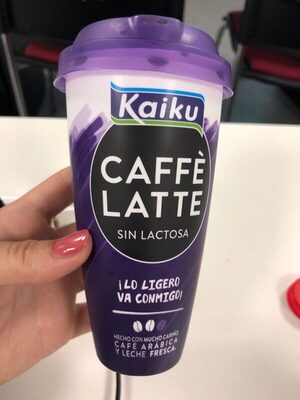 Kaiku
CAFFÈ
LATTE
SIN LACTOSA
¡LO LIGERO
VA CONMIGO!
HECHO CON MUCHO CARIÑO,
CAFÉ ARÁBICA
Y LECHE FRESCA.